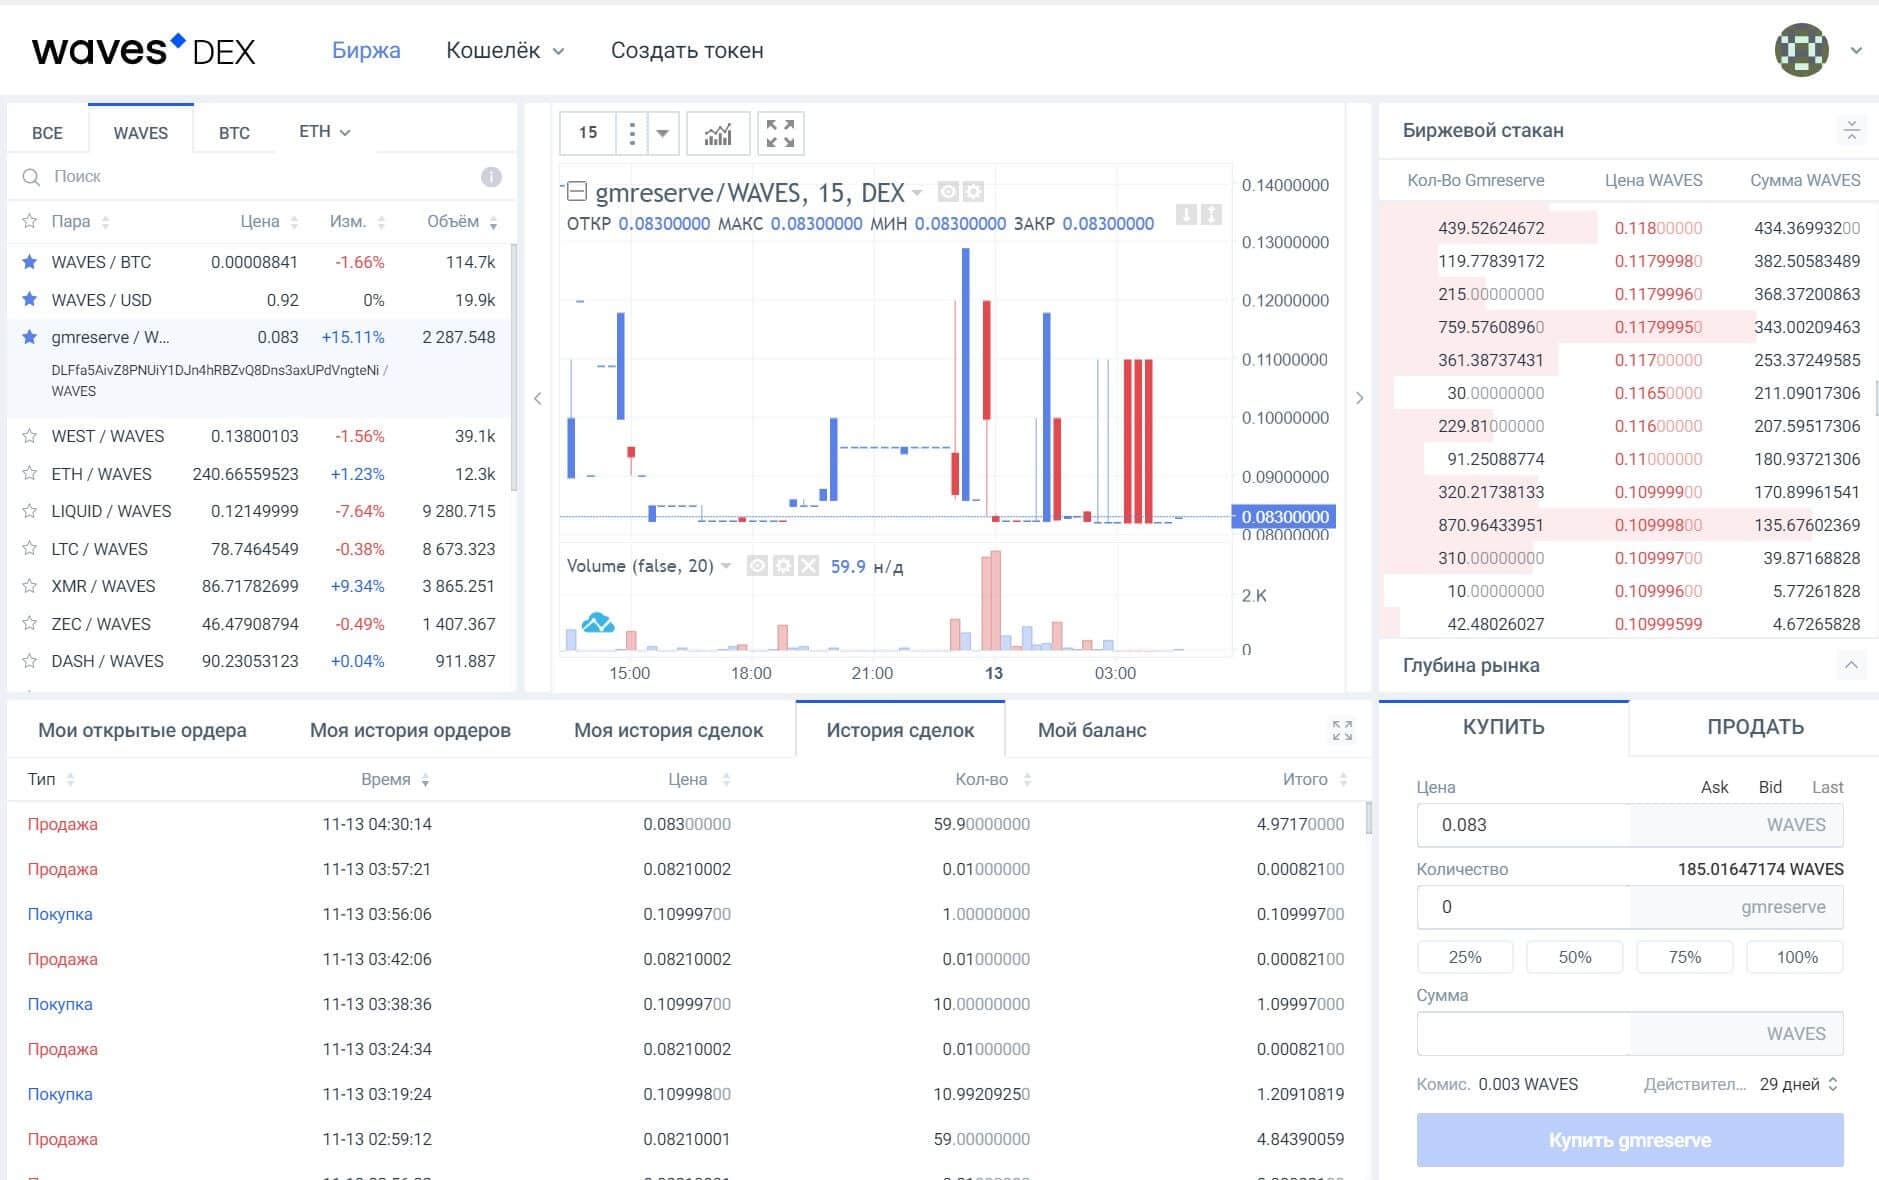 waves DEX Биржа Кошелёк Создать токен
ВСЕ WAVES BTC ETH
Поиск
Пара Цена Изм. Объём
WAVES / BTC 0.00008841 -1.66% 114.7k
WAVES / USD 0.92 0% 19.9k
gmreserve / W... 0.083 +15.11% 2 287.548
DLFfa5AivZ8PNUiY1DJn4hRBZvQ8Dns3axUPdVngteNi /
WAVES
WEST / WAVES 0.13800103 -1.56% 39.1k
ETH / WAVES 240.66559523 +1.23% 12.3k
LIQUID / WAVES 0.12149999 -7.64% 9 280.715
LTC / WAVES 78.7464549 -0.38% 8 673.323
XMR / WAVES 86.71782699 +9.34% 3 865.251
ZEC / WAVES 46.47908794 -0.49% 1 407.367
DASH / WAVES 90.23053123 +0.04% 911.887
15
gmreserve/WAVES, 15, DEX
ОТКР 0.08300000 МАКС 0.08300000 МИН 0.08300000 ЗАКР 0.08300000
0.14000000
0.13000000
0.12000000
0.11000000
0.10000000
0.09000000
0.08300000
0.08000000
Volume (false, 20) 59.9 н/д
2.K
0
15:00 18:00 21:00 13 03:00
Биржевой стакан
Кол-Во Gmreserve Цена WAVES Сумма WAVES
439.52624672 0.11800000 434.36993200
119.77839172 0.11799980 382.50583489
215.00000000 0.11799960 368.37200863
759.57608960 0.11799950 343.00209463
361.38737431 0.11700000 253.37249585
30.00000000 0.11650000 211.09017306
229.81000000 0.11600000 207.59517306
91.25088774 0.11000000 180.93721306
320.21738133 0.10999900 170.89961541
870.96433951 0.10999800 135.67602369
310.00000000 0.10999700 39.87168828
10.00000000 0.10999600 5.77261828
42.48026027 0.10999599 4.67265828
Глубина рынка
Мои открытые ордера Моя история ордеров Моя история сделок История сделок Мой баланс
Тип Время Цена Кол-во Итого
Продажа 11-13 04:30:14 0.08300000 59.90000000 4.97170000
Продажа 11-13 03:57:21 0.08210002 0.01000000 0.00082100
Покупка 11-13 03:56:06 0.10999700 1.00000000 0.10999700
Продажа 11-13 03:42:06 0.08210002 0.01000000 0.00082100
Покупка 11-13 03:38:36 0.10999700 10.00000000 1.09997000
Продажа 11-13 03:24:34 0.08210002 0.01000000 0.00082100
Покупка 11-13 03:19:24 0.10999800 10.99209250 1.20910819
Продажа 11-13 02:59:12 0.08210001 59.00000000 4.84390059
КУПИТЬ ПРОДАТЬ
Цена Ask Bid Last
0.083 WAVES
Количество 185.01647174 WAVES
0 gmreserve
25% 50% 75% 100%
Сумма
WAVES
Комис. 0.003 WAVES Действител... 29 дней
Купить gmreserve